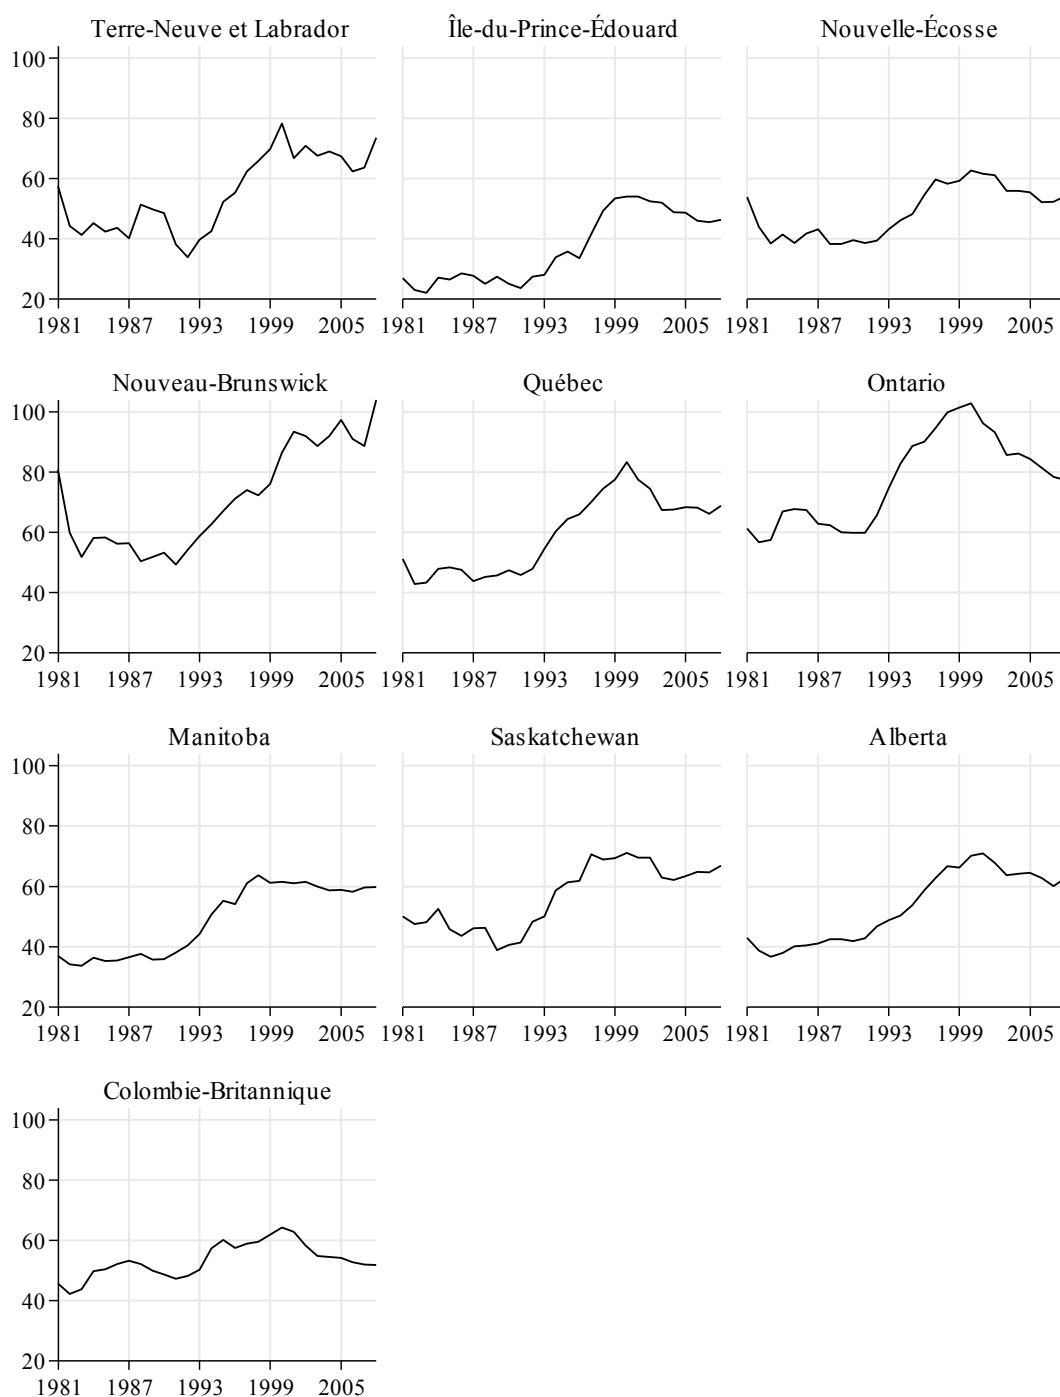 Terre-Neuve et Labrador Île-du-Prince-Édouard Nouvelle-Écosse
100
80
60
40
20
1981 1987 1993 1999 2005 1981 1987 1993 1999 2005 1981 1987 1993 1999 2005
Nouveau-Brunswick Québec Ontario
100
80
60
40
20
1981 1987 1993 1999 2005 1981 1987 1993 1999 2005 1981 1987 1993 1999 2005
Manitoba Saskatchewan Alberta
100
80
60
40
20
1981 1987 1993 1999 2005 1981 1987 1993 1999 2005 1981 1987 1993 1999 2005
Colombie-Britannique
100
80
60
40
20
1981 1987 1993 1999 2005